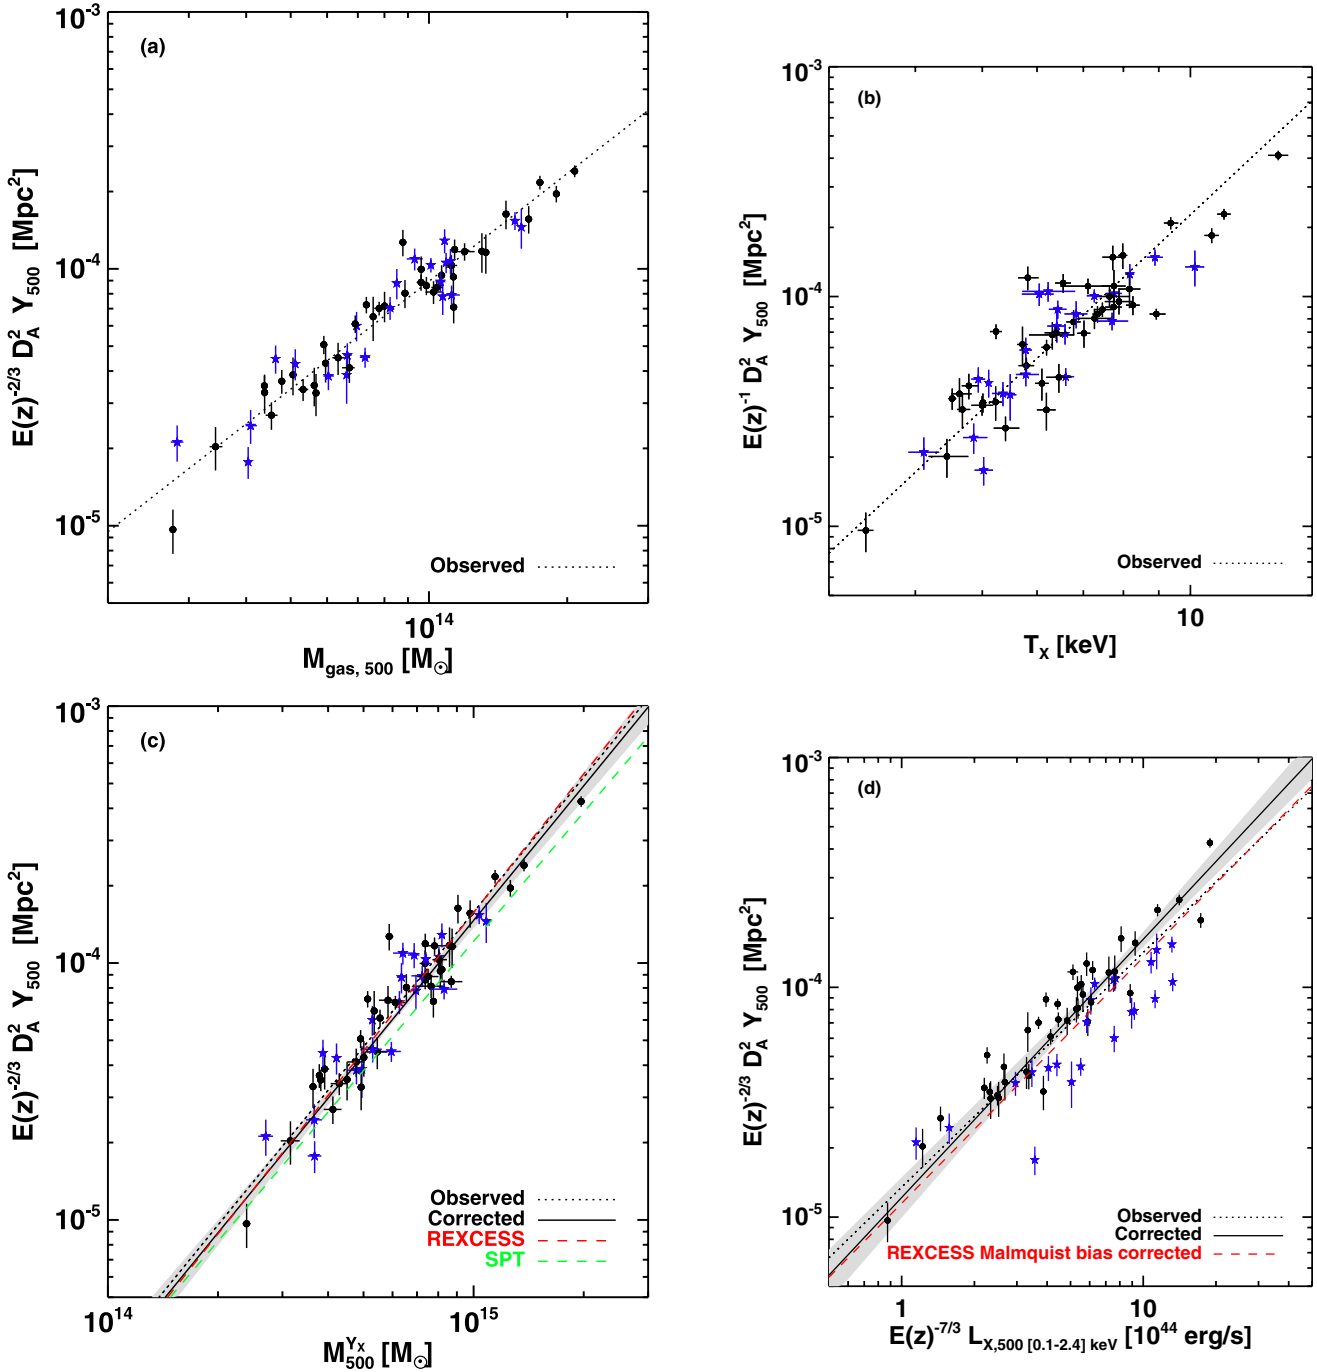 (a)
10^-3
10^-4
10^-5
E(z)^-2/3 D_A^2 Y_500 [Mpc^2]
Observed
10^14
M_gas, 500 [M_⊙]
(b)
10^-3
10^-4
10^-5
E(z)^-1 D_A^2 Y_500 [Mpc^2]
Observed
10
T_X [keV]
(c)
10^-3
10^-4
10^-5
E(z)^-2/3 D_A^2 Y_500 [Mpc^2]
Observed
Corrected
REXCESS
SPT
10^14
10^15
M_500^Y_X [M_⊙]
(d)
10^-3
10^-4
10^-5
E(z)^-2/3 D_A^2 Y_500 [Mpc^2]
Observed
Corrected
REXCESS Malmquist bias corrected
1
10
E(z)^-7/3 L_X,500 [0.1-2.4] keV [10^44 erg/s]